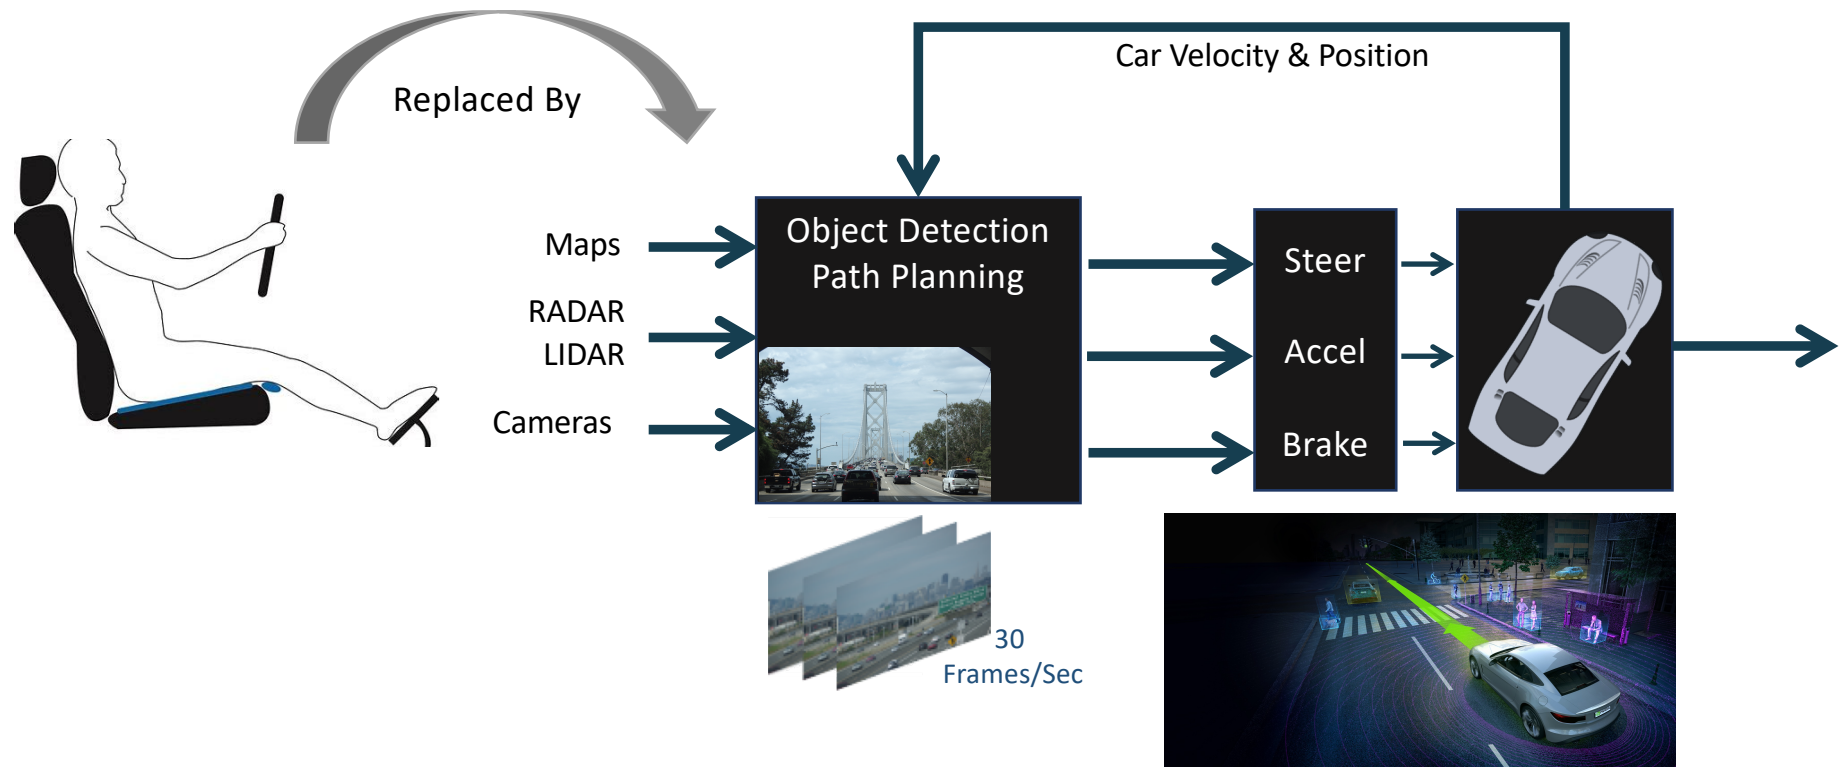 Replaced By
Car Velocity & Position
Maps
RADAR
LIDAR
Cameras
Object Detection
Path Planning
Steer
Accel
Brake
30
Frames/Sec